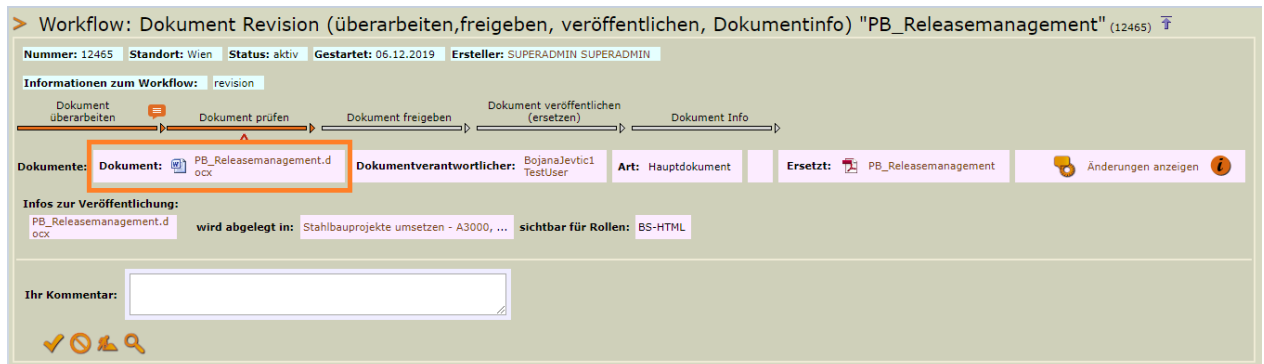 > Workflow: Dokument Revision (überarbeiten,freigeben, veröffentlichen, Dokumentinfo) "PB_Releasemanagement" (12465)
Nummer: 12465 Standort: Wien Status: aktiv Gestartet: 06.12.2019 Ersteller: SUPERADMIN SUPERADMIN
Informationen zum Workflow: revision
Dokument überarbeiten
Dokument prüfen
Dokument freigeben
Dokument veröffentlichen (ersetzen)
Dokument Info
Dokumente: Dokument: PB_Releasemanagement.d
ocx
Dokumentverantwortlicher: BojanaJevtic1
TestUser
Art: Hauptdokument
Ersetzt: PB_Releasemanagement
Änderungen anzeigen
Infos zur Veröffentlichung:
PB_Releasemanagement.d
ocx
wird abgelegt in: Stahlbauprojekte umsetzen - A3000, ... sichtbar für Rollen: BS-HTML
Ihr Kommentar: